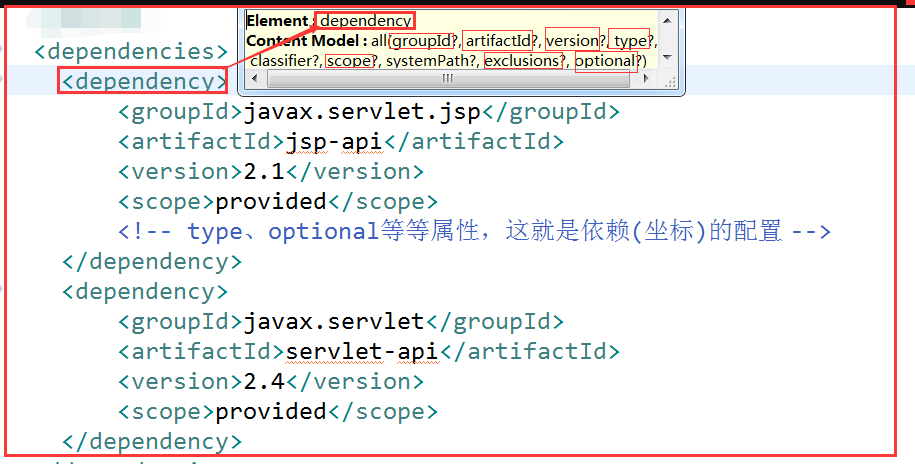 Element : dependency
Content Model : all(groupId?, artifactId?, version?, type?,
classifier?, scope?, systemPath?, exclusions?, optional?)
<dependencies>
<dependency>
<groupId>javax.servlet.jsp</groupId>
<artifactId>jsp-api</artifactId>
<version>2.1</version>
<scope>provided</scope>
<!-- type、optional等等属性，这就是依赖(坐标)的配置 -->
</dependency>
<dependency>
<groupId>javax.servlet</groupId>
<artifactId>servlet-api</artifactId>
<version>2.4</version>
<scope>provided</scope>
</dependency>